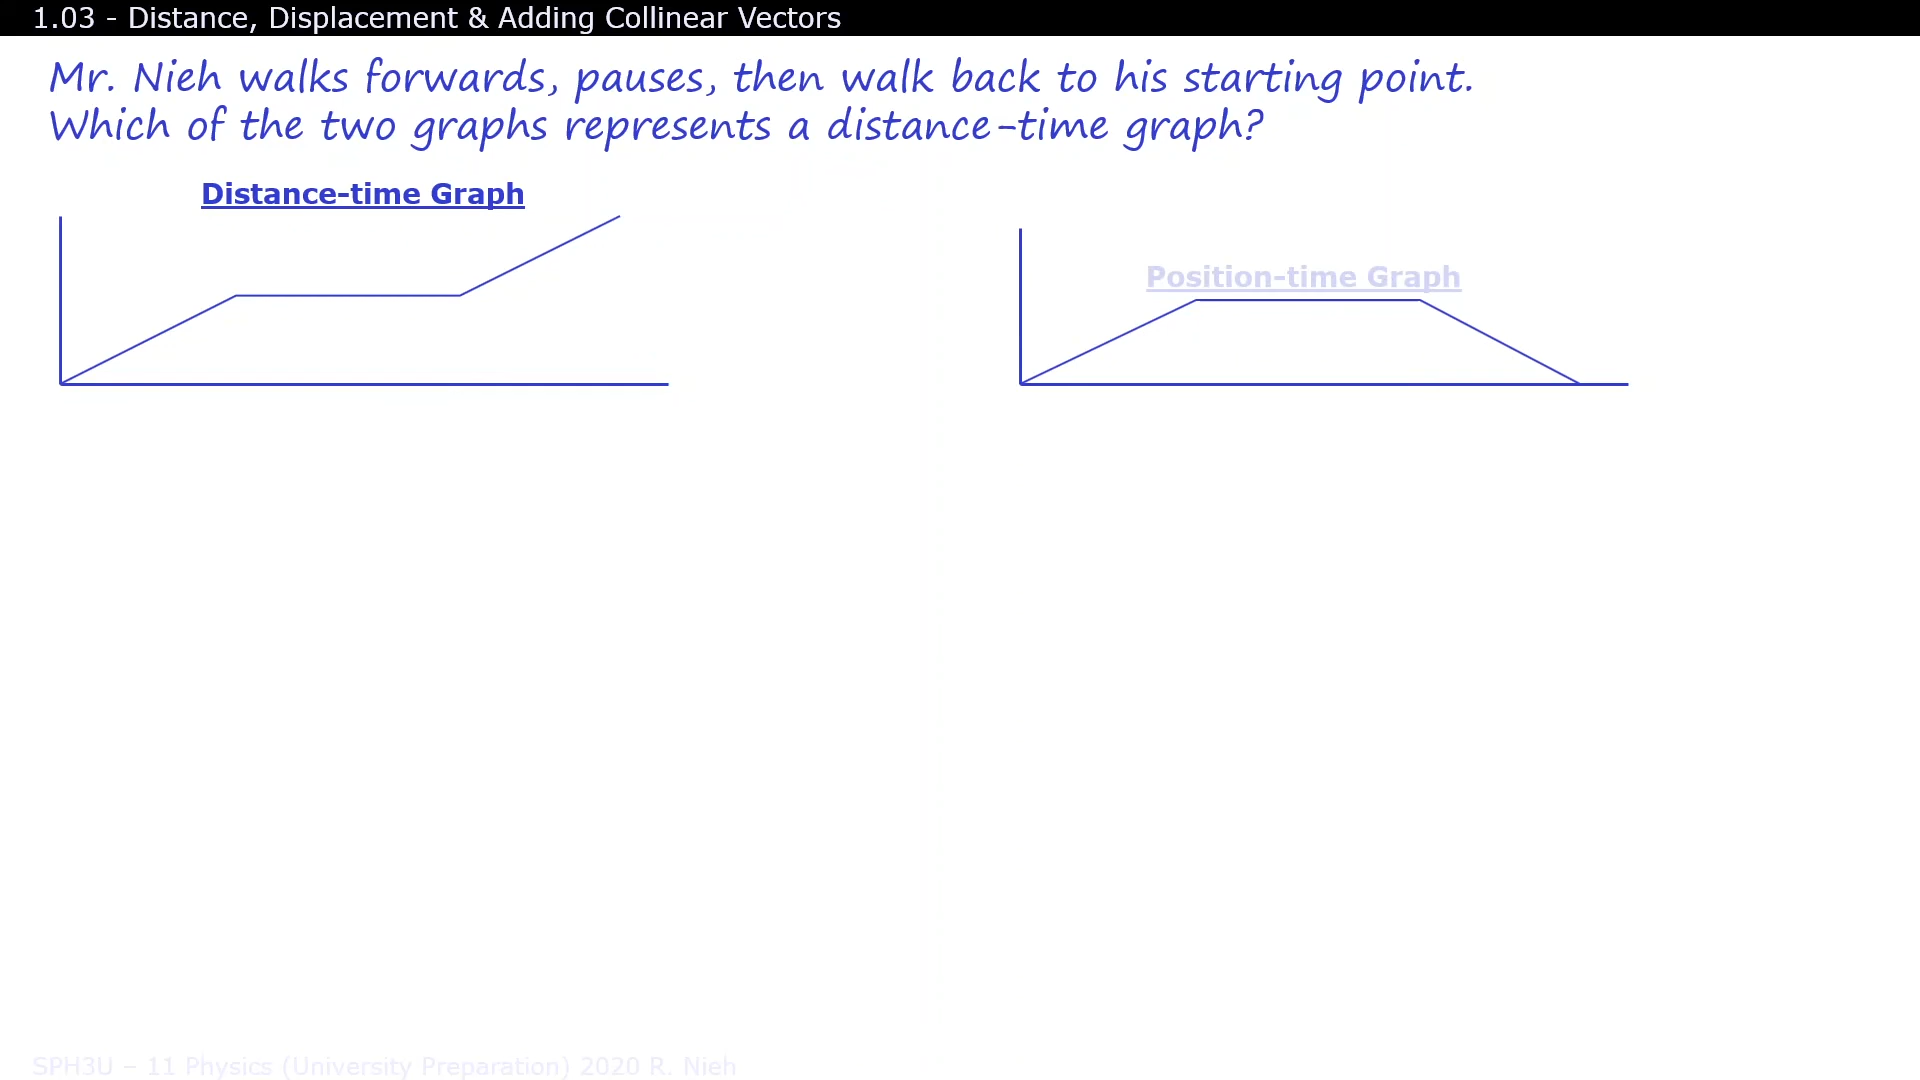 1.03 - Distance, Displacement & Adding Collinear Vectors
Mr. Nieh walks forwards, pauses, then walk back to his starting point.
Which of the two graphs represents a distance-time graph?
Distance-time Graph
Position-time Graph
SPH3U – 11 Physics (University Preparation) 2020 R. Nieh